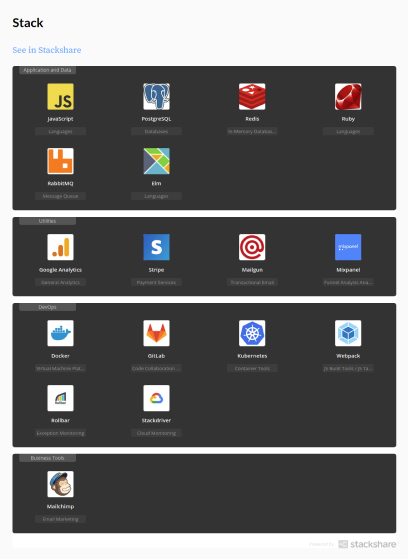 Stack
See in Stackshare
Application and Data
JS
JavaScript PostgreSQL Redis Ruby
Languages Databases In-Memory Databas... Languages
RabbitMQ Elm
Message Queue Languages
Utilities
S mixpanel
Google Analytics Stripe Mailgun Mixpanel
General Analytics Payment Services Transactional Email Funnel Analysis Ana...
DevOps
Docker GitLab Kubernetes Webpack
Virtual Machine Plat... Code Collaboration ... Container Tools JS Build Tools / JS Ta...
Rollbar
Rollbar Stackdriver
Exception Monitoring Cloud Monitoring
Business Tools
Mailchimp
Email Marketing
stackshare